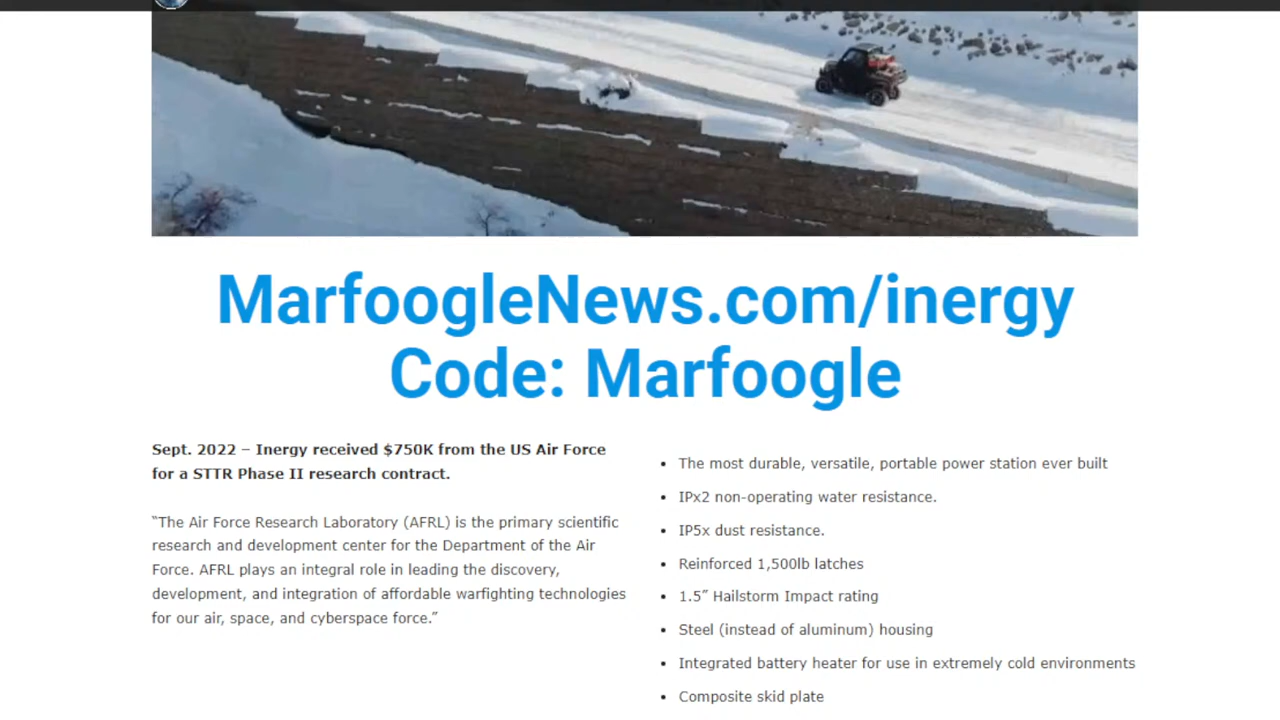 MarfoogleNews.com/inergy
Code: Marfoogle
Sept. 2022 – Inergy received $750K from the US Air Force
for a STTR Phase II research contract.
“The Air Force Research Laboratory (AFRL) is the primary scientific
research and development center for the Department of the Air
Force. AFRL plays an integral role in leading the discovery,
development, and integration of affordable warfighting technologies
for our air, space, and cyberspace force.”
• The most durable, versatile, portable power station ever built
• IPx2 non-operating water resistance.
• IP5x dust resistance.
• Reinforced 1,500lb latches
• 1.5″ Hailstorm Impact rating
• Steel (instead of aluminum) housing
• Integrated battery heater for use in extremely cold environments
• Composite skid plate